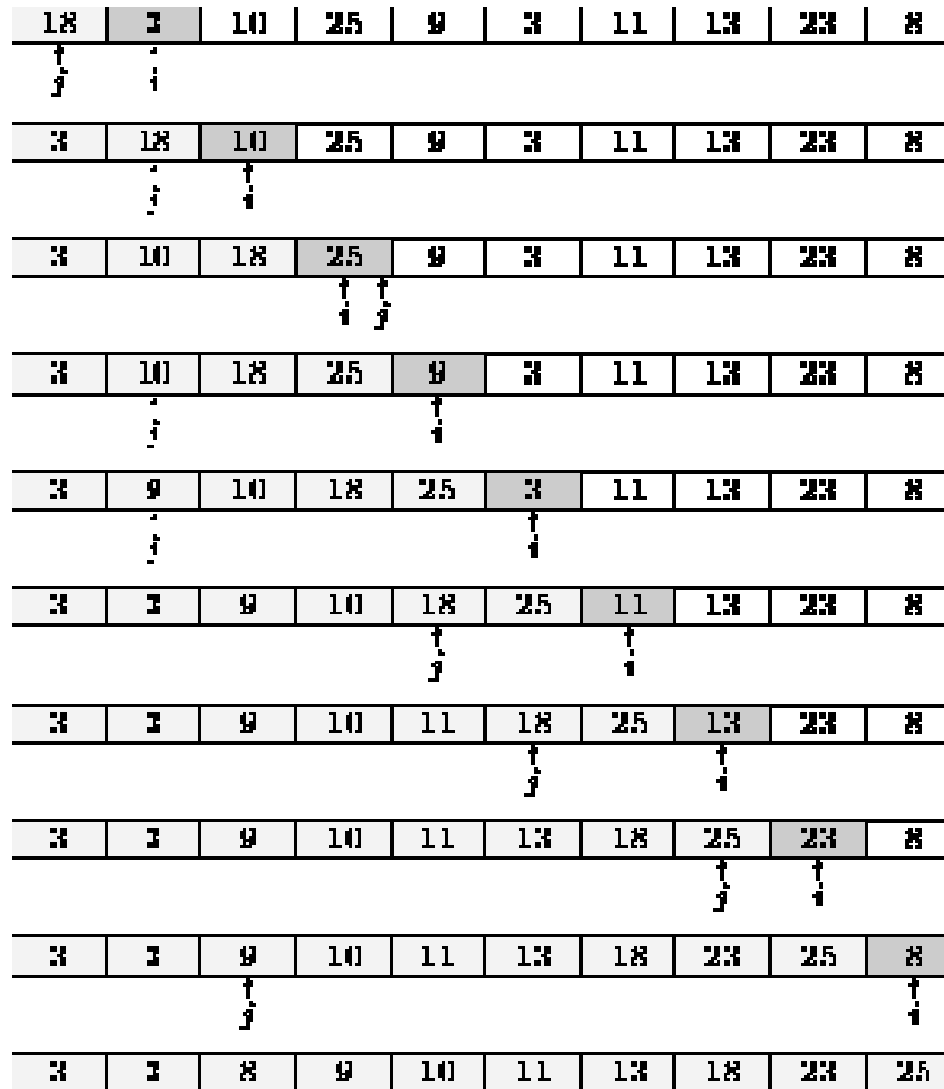 18 3 10 25 9 3 11 13 23 8
j i
3 18 10 25 9 3 11 13 23 8
j i
3 10 18 25 9 3 11 13 23 8
i j
3 10 18 25 9 3 11 13 23 8
j i
3 9 10 18 25 3 11 13 23 8
j i
3 3 9 10 18 25 11 13 23 8
j i
3 3 9 10 11 18 25 13 23 8
j i
3 3 9 10 11 13 18 25 23 8
j i
3 3 9 10 11 13 18 23 25 8
j i
3 3 8 9 10 11 13 18 23 25